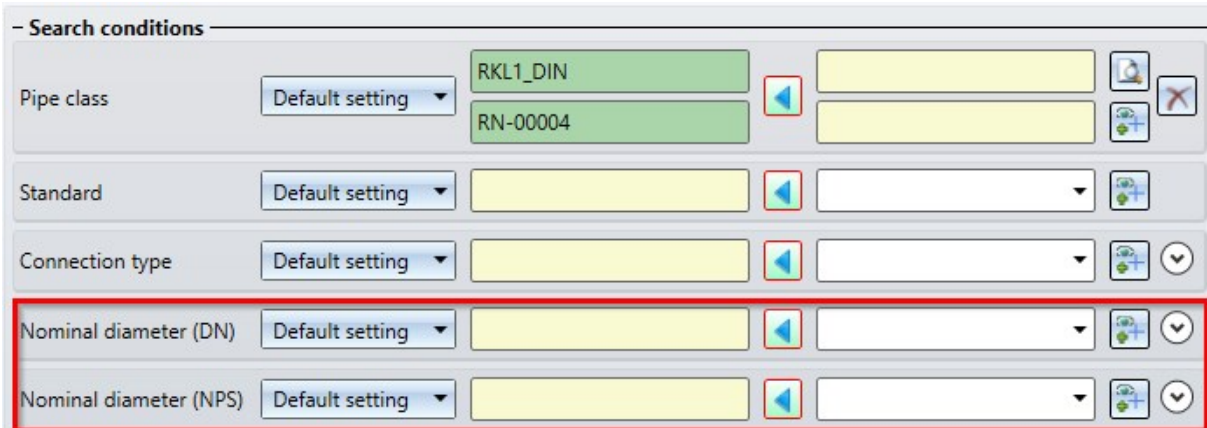 Search conditions
Pipe class Default setting RKL1_DIN
RN-00004
Standard Default setting
Connection type Default setting
Nominal diameter (DN) Default setting
Nominal diameter (NPS) Default setting